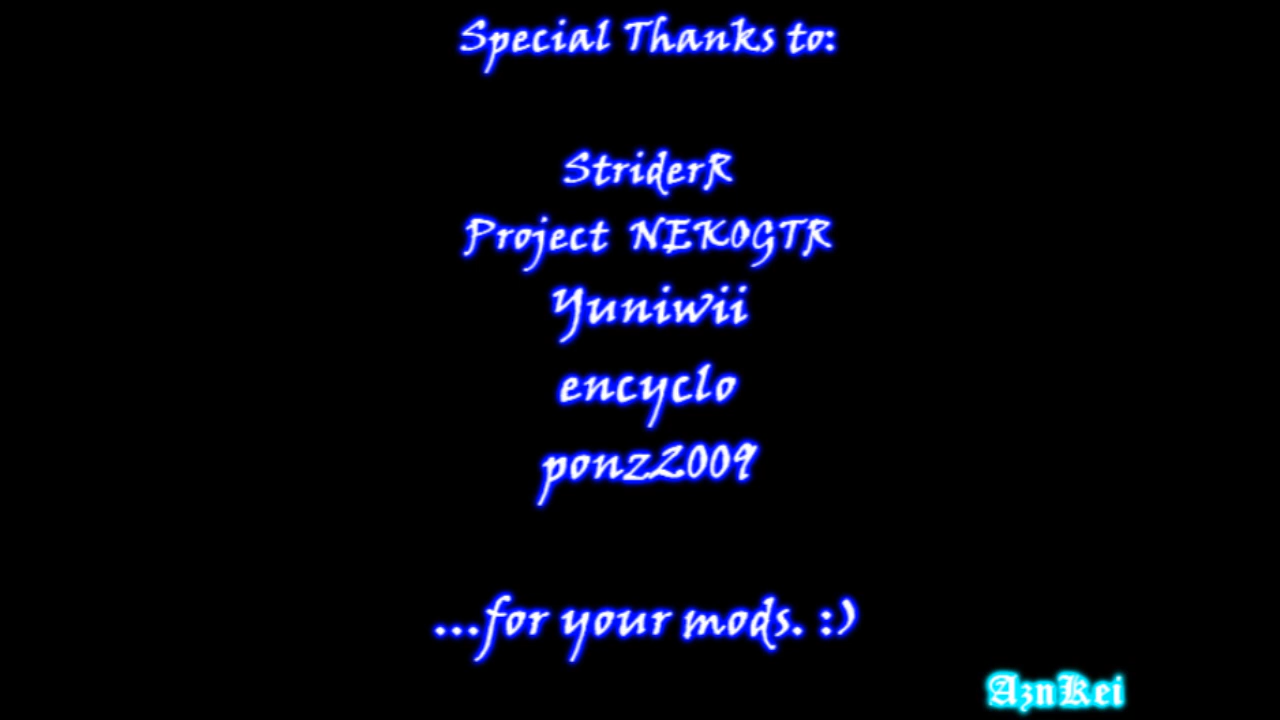 Special Thanks to:
StriderR
Project NEKOGTR
Yuniwii
encyclo
ponz2009
...for your mods. :)
AznKei